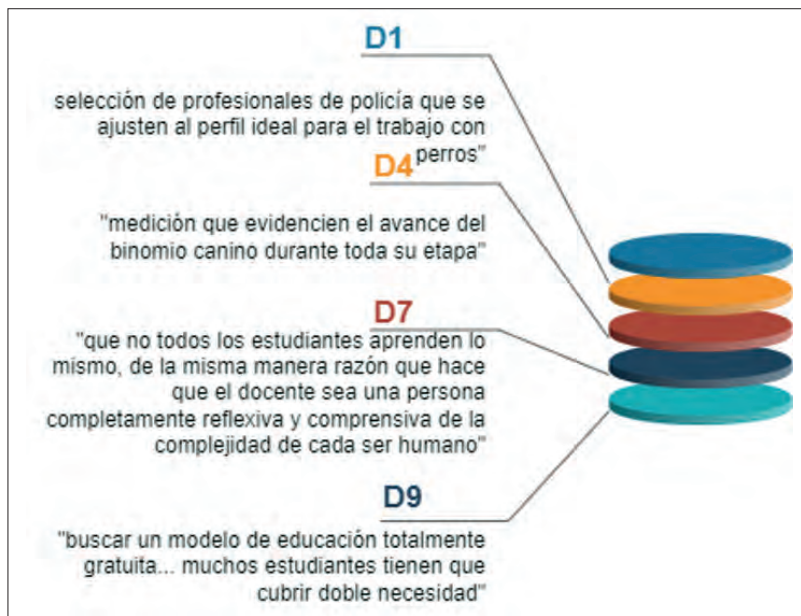 D1
selección de profesionales de policía que se
ajusten al perfil ideal para el trabajo con
perros"
D4
"medición que evidencien el avance del
binomio canino durante toda su etapa"
D7
"que no todos los estudiantes aprenden lo
mismo, de la misma manera razón que hace
que el docente sea una persona
completamente reflexiva y comprensiva de la
complejidad de cada ser humano"
D9
"buscar un modelo de educación totalmente
gratuita... muchos estudiantes tienen que
cubrir doble necesidad"